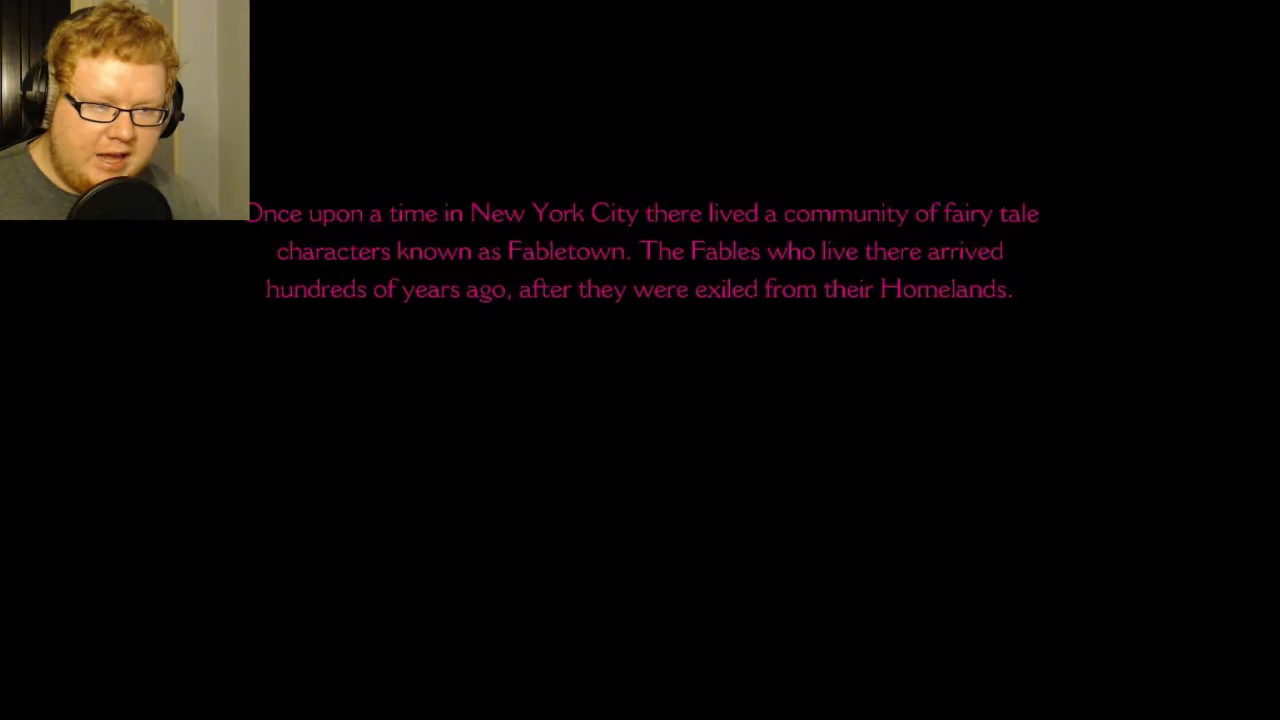 Once upon a time in New York City there lived a community of fairy tale
characters known as Fabletown. The Fables who live there arrived
hundreds of years ago, after they were exiled from their Homelands.